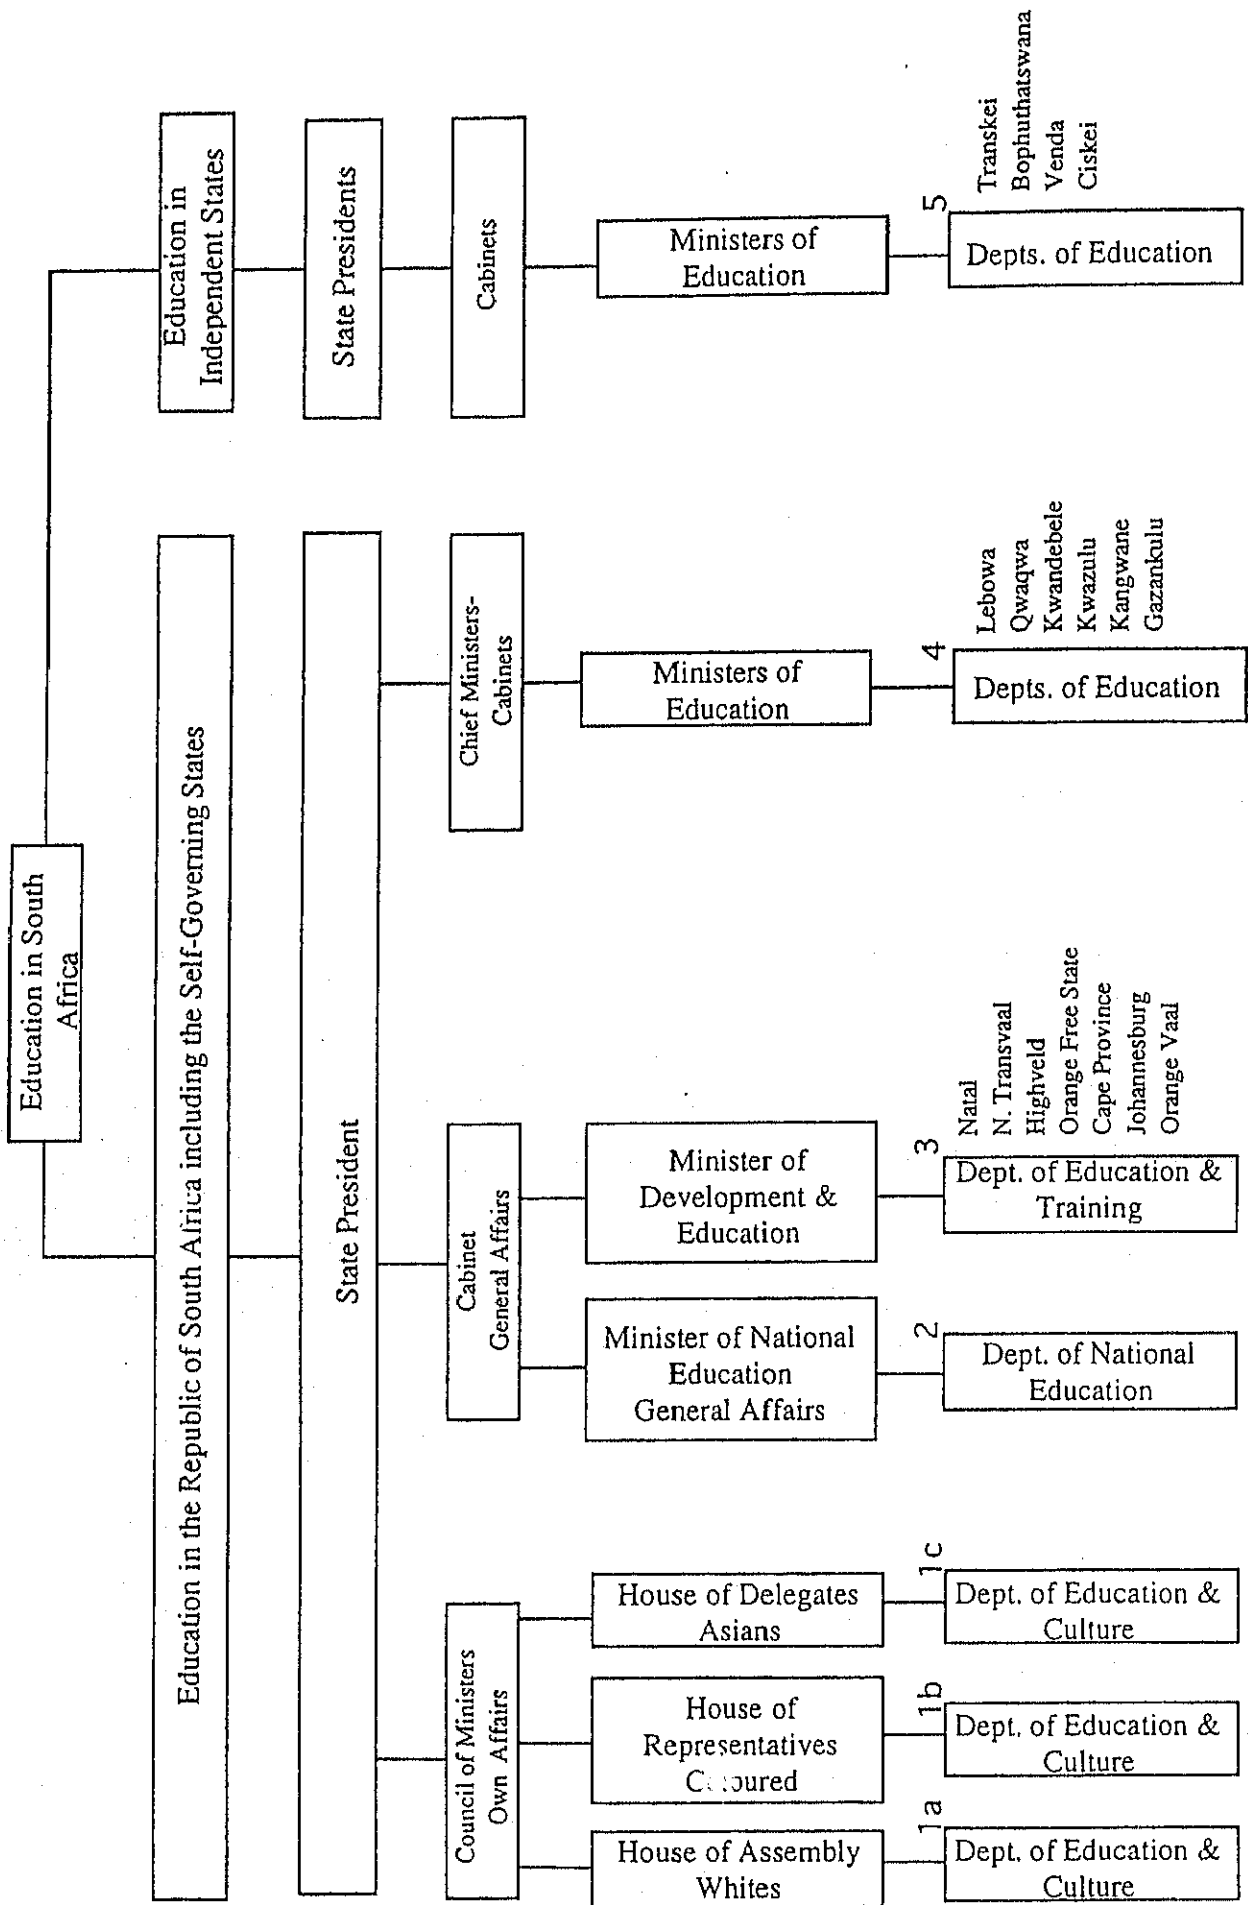 Education in South
Africa
Education in the Republic of South Africa including the Self-Governing States
Education in
Independent States
State President
State Presidents
Council of Ministers
Own Affairs
Cabinet
General Affairs
Chief Ministers-
Cabinets
Cabinets
House of Assembly
Whites
House of
Representatives
House of Delegates
Asians
Minister of National
Education
General Affairs
Minister of
Development &
Education
Ministers of
Education
Ministers of
Education
1a
Dept. of Education &
Culture
1b
Dept. of Education &
Culture
1c
Dept. of Education &
Culture
2
Dept. of National
Education
3
Dept. of Education &
Training
Natal
N. Transvaal
Highveld
Orange Free State
Cape Province
Johannesburg
Orange Vaal
4
Depts. of Education
Lebowa
Qwaqwa
Kwandebele
Kwazulu
Kangwane
Gazankulu
5
Depts. of Education
Transkei
Bophuthatswana
Venda
Ciskei